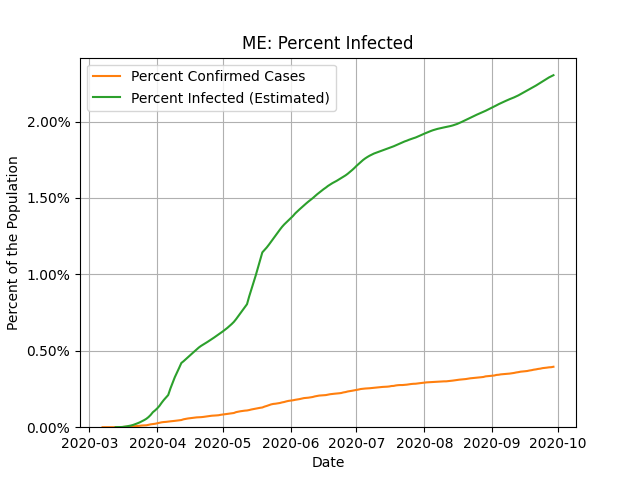 ME: Percent Infected
Percent Confirmed Cases
Percent Infected (Estimated)
Percent of the Population
2.00%
1.50%
1.00%
0.50%
0.00%
2020-03 2020-04 2020-05 2020-06 2020-07 2020-08 2020-09 2020-10
Date